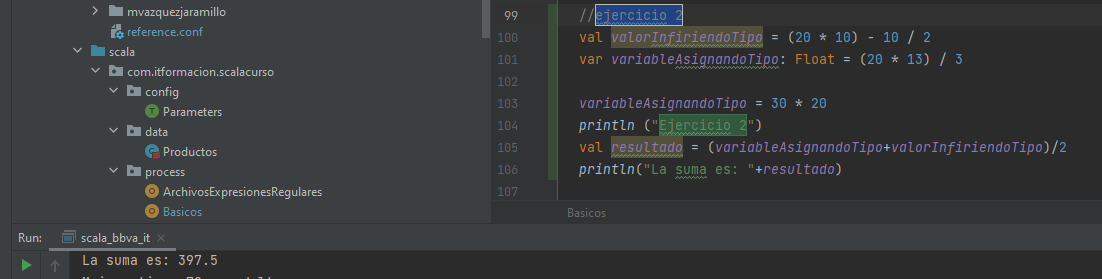 mvazquezjaramillo
reference.conf
scala
com.itformacion.scalacurso
config
Parameters
data
Productos
process
ArchivosExpresionesRegulares
Basicos
99 //ejercicio 2
100 val valorInfiriendoTipo = (20 * 10) - 10 / 2
101 var variableAsignandoTipo: Float = (20 * 13) / 3
102
103 variableAsignandoTipo = 30 * 20
104 println ("Ejercicio 2")
105 val resultado = (variableAsignandoTipo+valorInfiriendoTipo)/2
106 println("La suma es: "+resultado)
107
Basicos
Run: scala_bbva_it
La suma es: 397.5